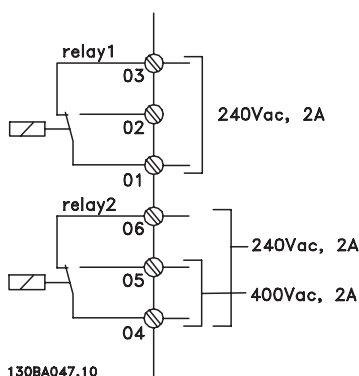 relay1
03
02
240Vac, 2A
01
relay2
06
240Vac, 2A
05
400Vac, 2A
04
130BA047.10